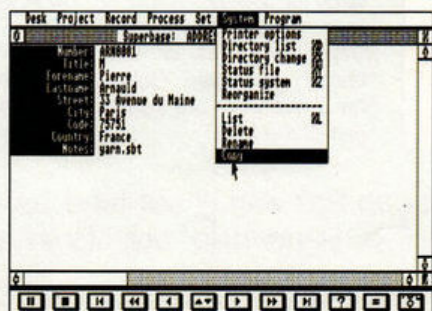 Desk Project Record Process Set System Program
Superbase: ADDRE
Number: ARN0001
Title: M
Forename: Pierre
Lastname: Arnauld
Street: 33 Avenue du Maine
City: Paris
Code: 75751
Country: France
Notes: yarn.sbt
Printer options
Directory list
Directory change
Status file
Status system
Reorganize
List
Delete
Rename
Copy
?
=